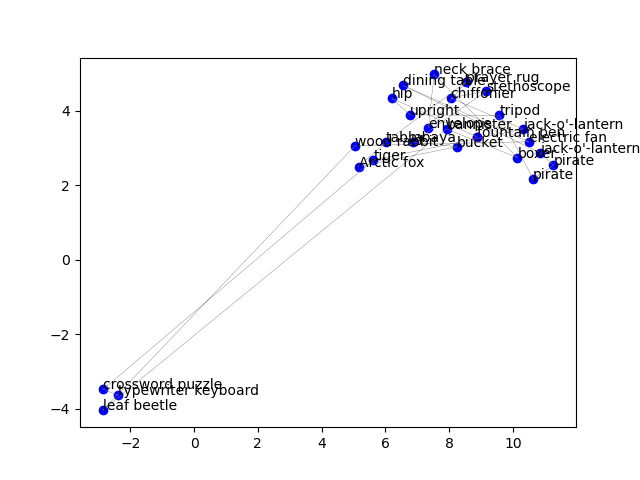 neck brace
prayer rug
dining table
stethoscope
hip
chiffonier
upright
tripod
envelope
jack-o'-lantern
fountain pen
tabby
abaya
electric fan
wood rabbit
bucket
jack-o'-lantern
tiger
boxer
Arctic fox
pirate
pirate
crossword puzzle
typewriter keyboard
leaf beetle
4
2
0
−2
−4
−2
0
2
4
6
8
10